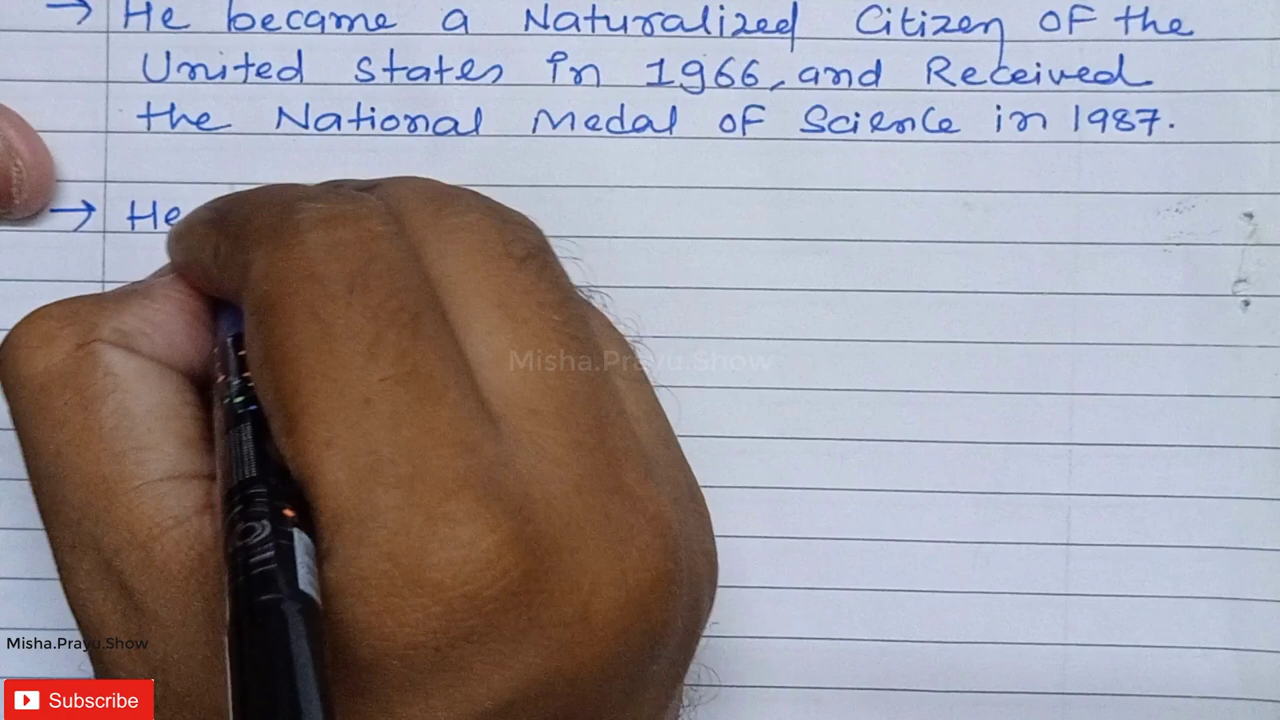 → He became a Naturalized Citizen OF the
United States in 1966, and Received
the National Medal OF Science in 1987.
→ He
Misha.Prayu.Show
Misha.Prayu.Show
Subscribe